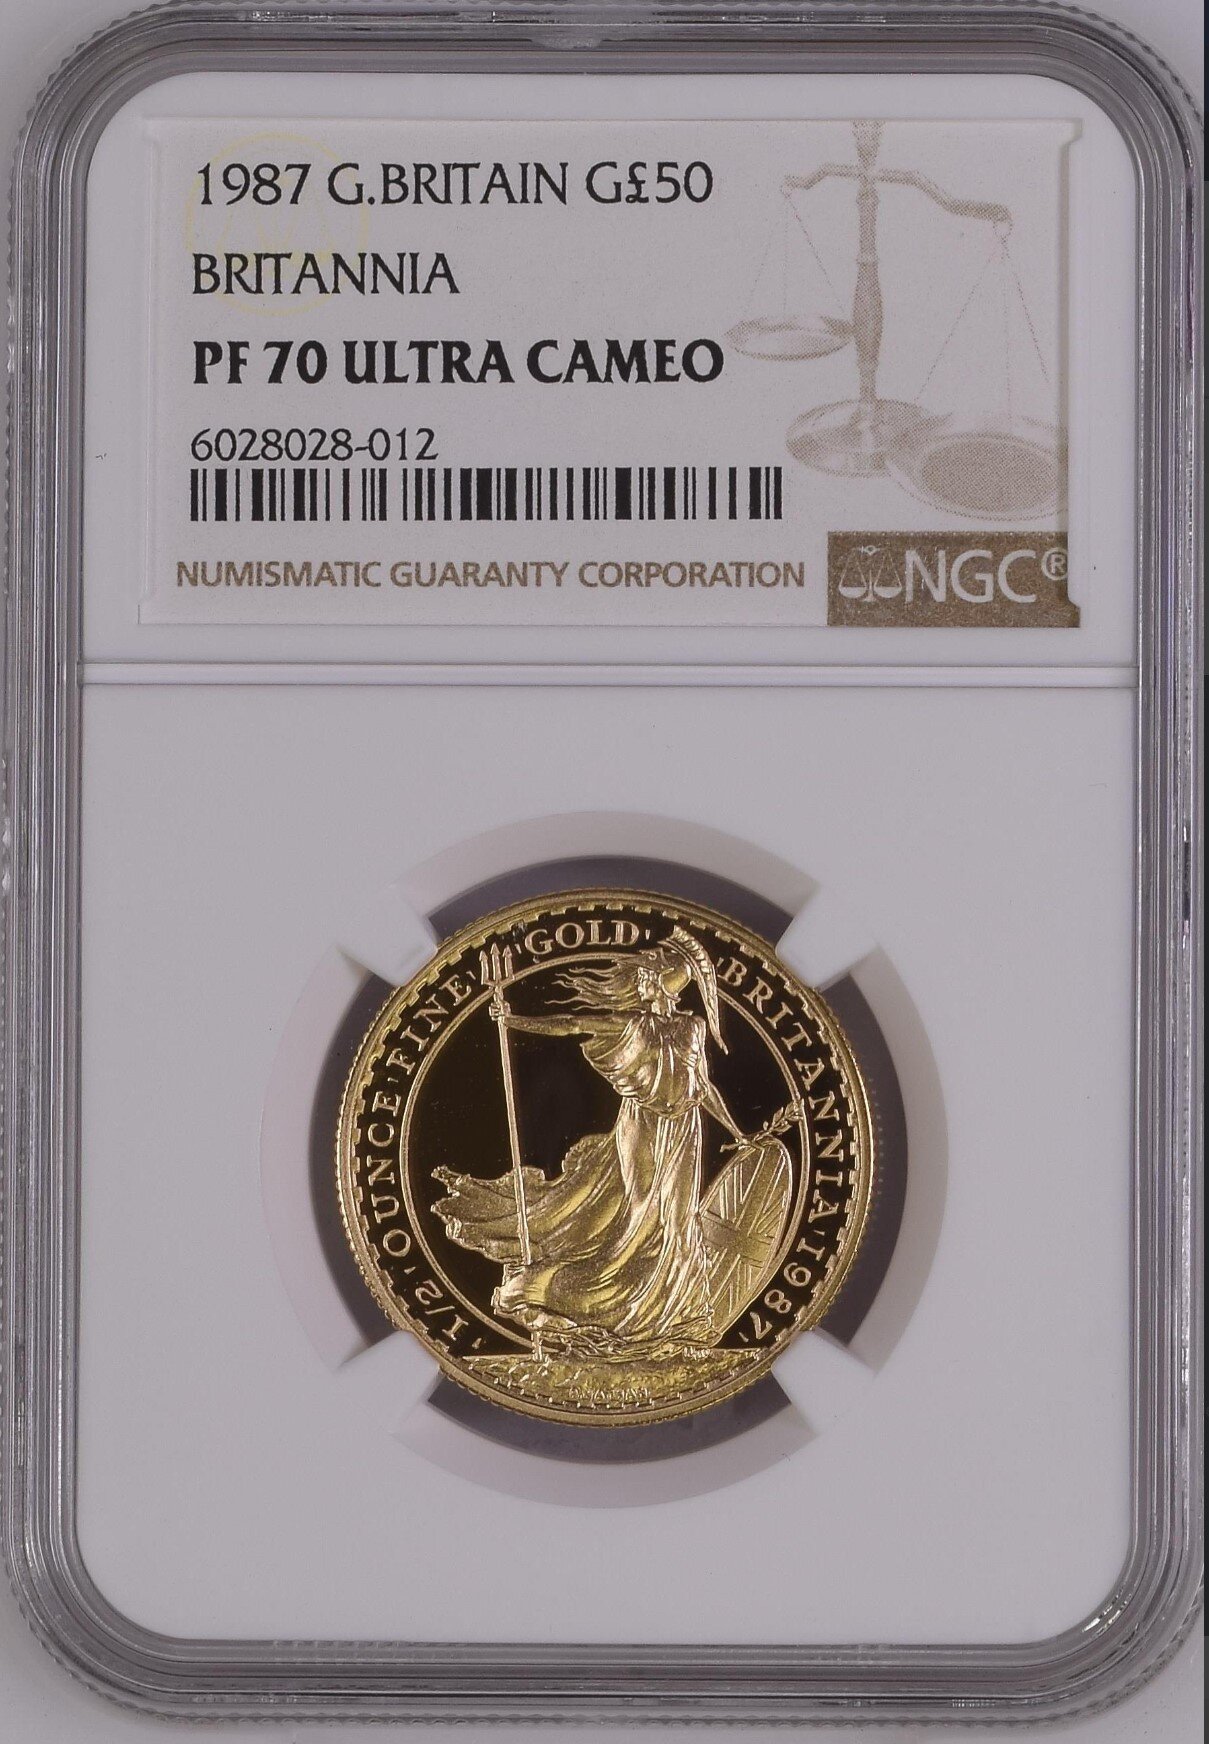 1987 G.BRITAIN G£50
BRITANNIA
PF 70 ULTRA CAMEO
6028028-012
NUMISMATIC GUARANTY CORPORATION
NGC®
1/2 OUNCE FINE GOLD BRITANNIA 1987